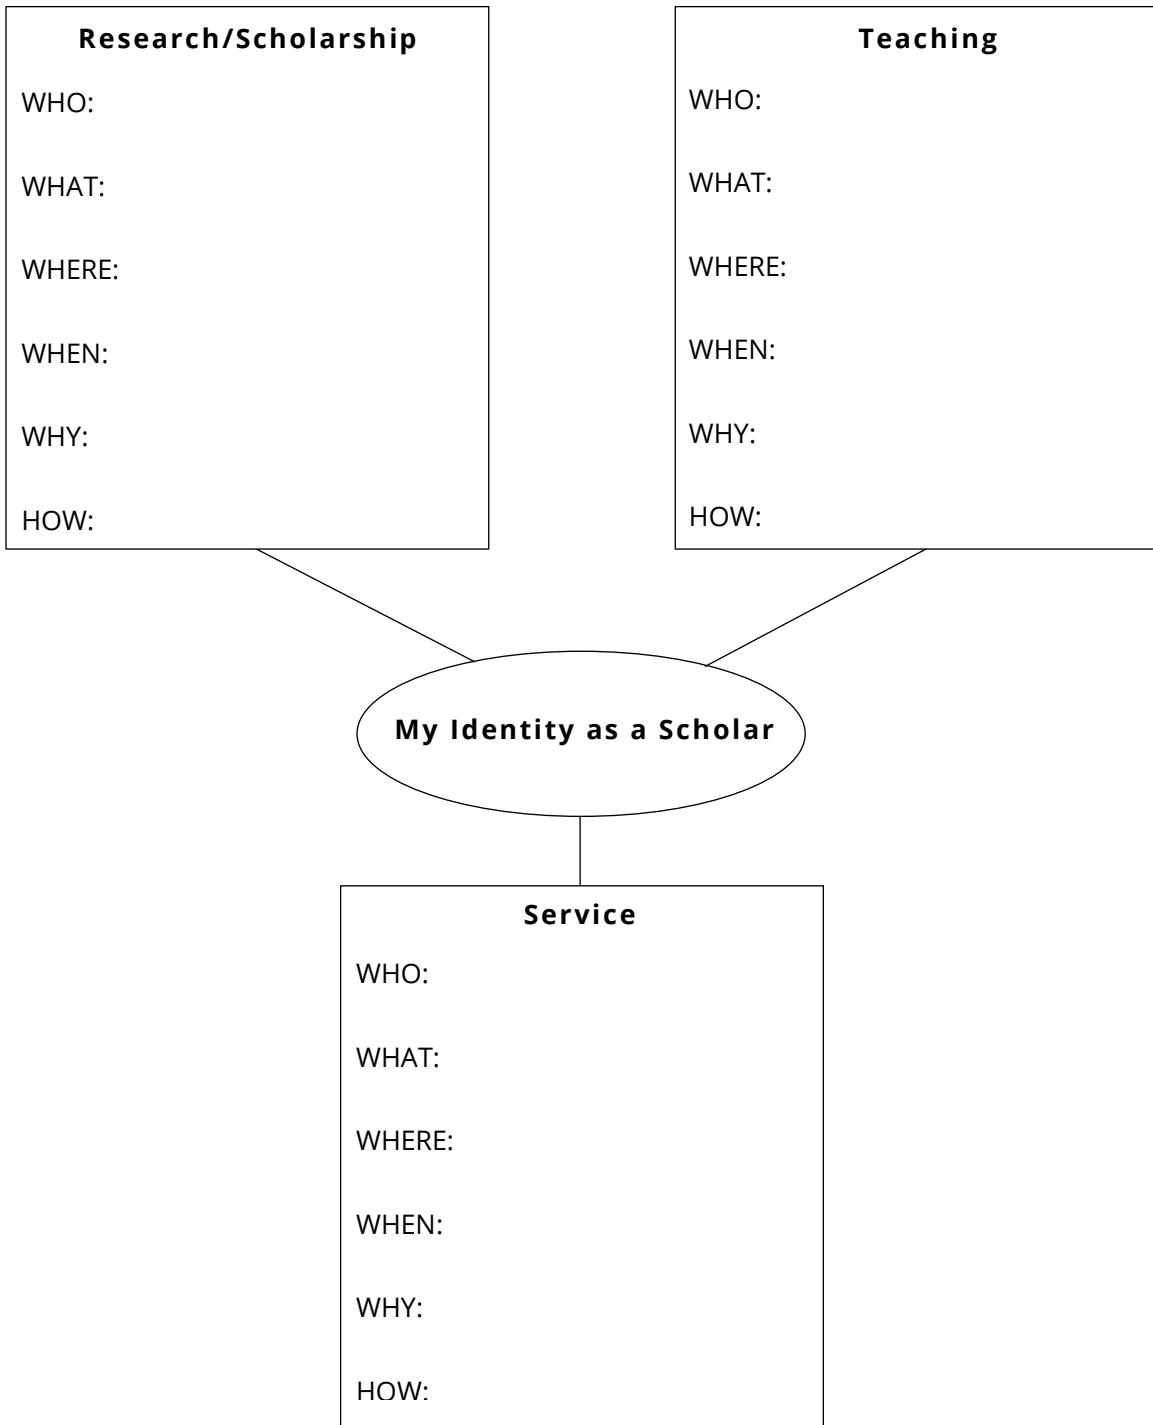 Research/Scholarship
WHO:
WHAT:
WHERE:
WHEN:
WHY:
HOW:
Teaching
WHO:
WHAT:
WHERE:
WHEN:
WHY:
HOW:
My Identity as a Scholar
Service
WHO:
WHAT:
WHERE:
WHEN:
WHY:
HOW: